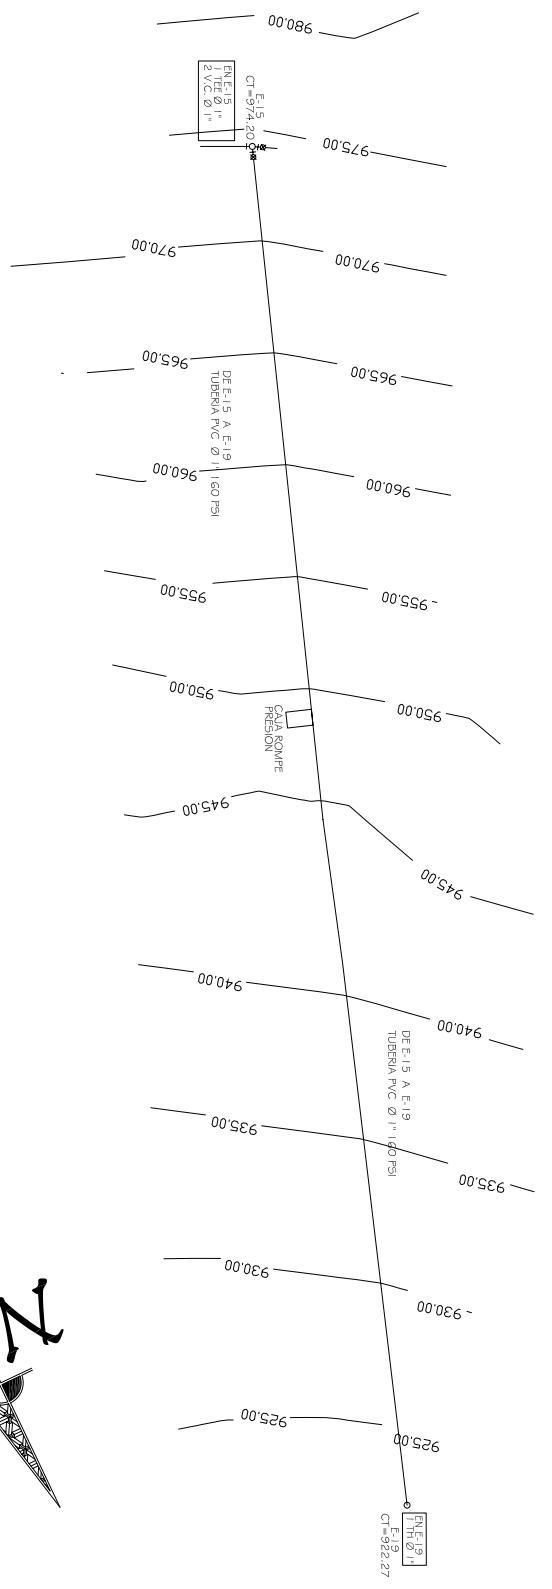 980.00
EN E-15
1 TEE Ø 1"
2 V.C. Ø 1"
E-15
CT=974.20
975.00
970.00
970.00
965.00
965.00
DE E-15 A E-19
TUBERIA PVC Ø 1" 160 PSI
960.00
960.00
955.00
955.00
950.00
950.00
CAJA ROMPE
PRESION
945.00
945.00
940.00
940.00
DE E-15 A E-19
TUBERIA PVC Ø 1" 160 PSI
935.00
935.00
930.00
930.00
N
925.00
925.00
EN E-19
1 TH Ø 1"
E-19
CT=922.27